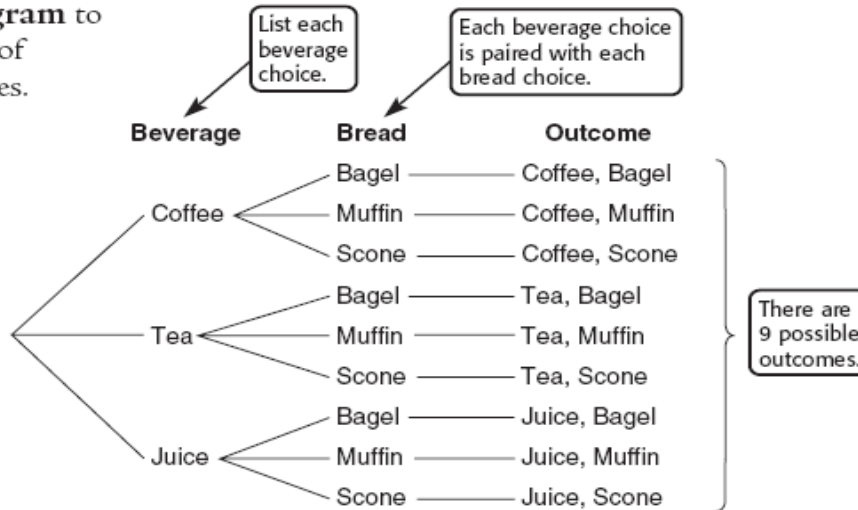 gram to
of
es.
List each
beverage
choice.
Each beverage choice
is paired with each
bread choice.
Beverage Bread Outcome
Bagel Coffee, Bagel
Coffee Muffin Coffee, Muffin
Scone Coffee, Scone
Bagel Tea, Bagel
Tea Muffin Tea, Muffin
Scone Tea, Scone
Bagel Juice, Bagel
Juice Muffin Juice, Muffin
Scone Juice, Scone
There are
9 possible
outcomes.